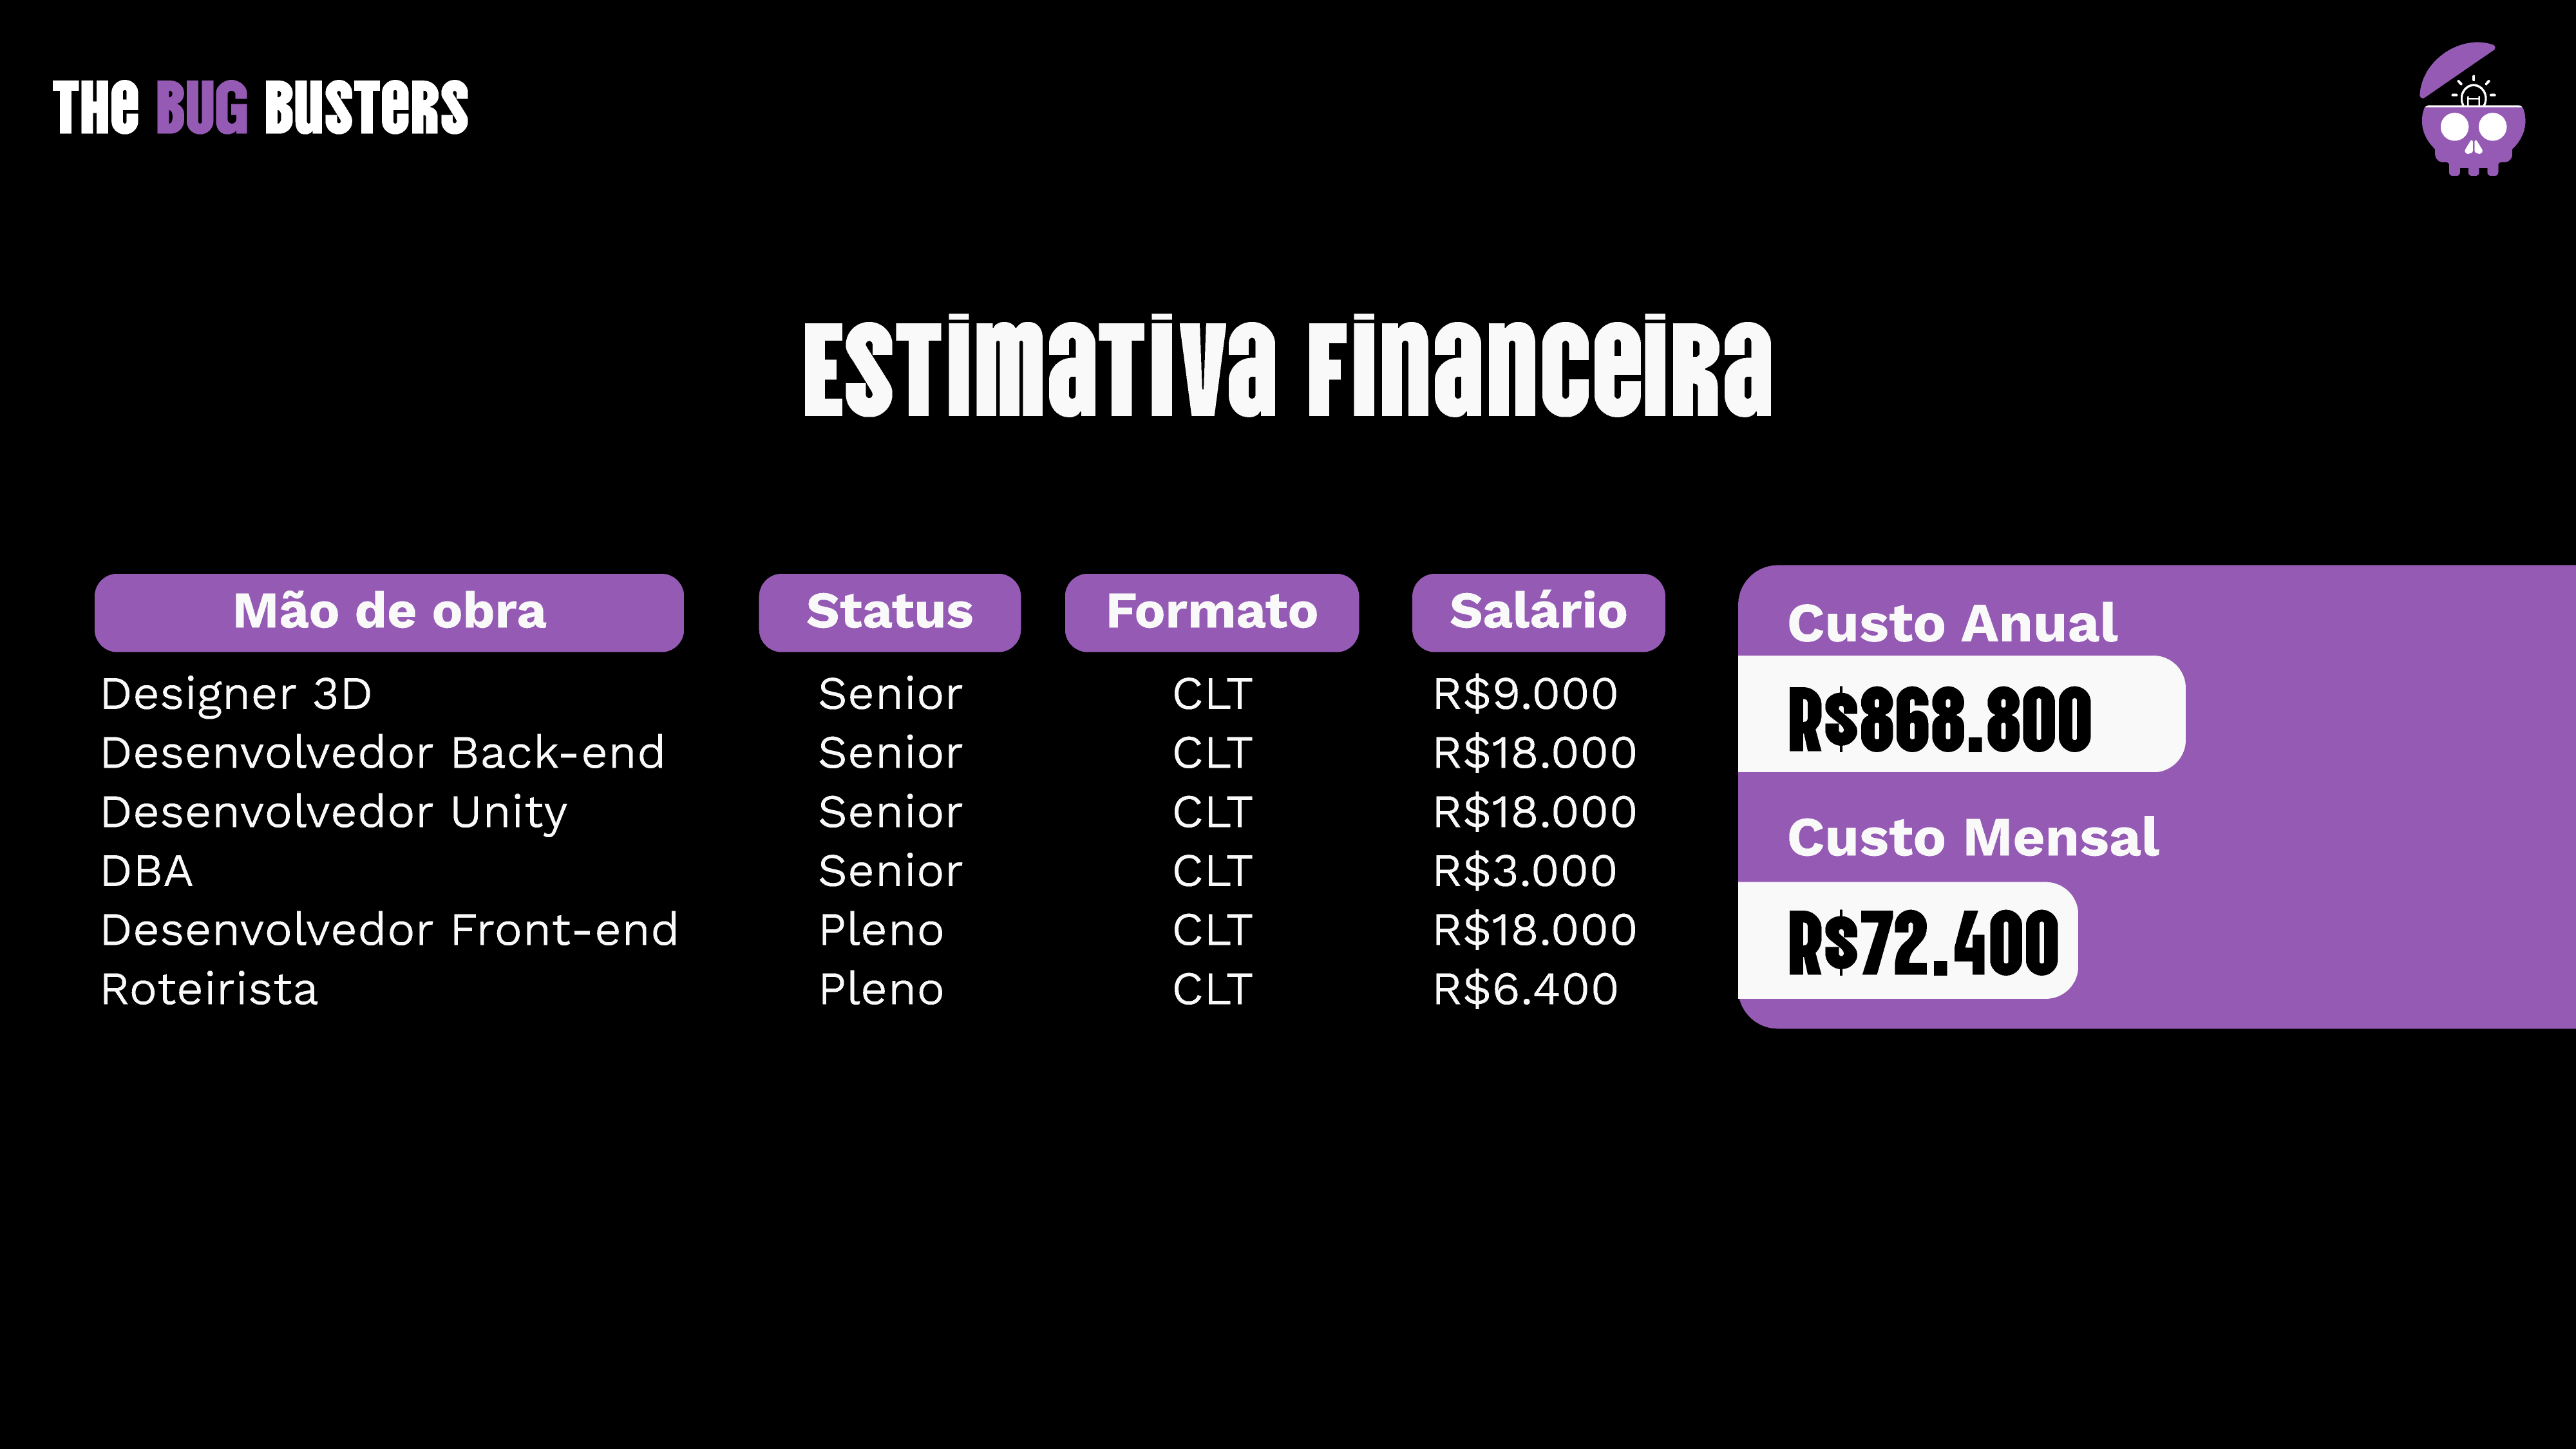 THE BUG BUSTERS
Estimativa Financeira
Mão de obra Status Formato Salário
Designer 3D Senior CLT R$9.000
Desenvolvedor Back-end Senior CLT R$18.000
Desenvolvedor Unity Senior CLT R$18.000
DBA Senior CLT R$3.000
Desenvolvedor Front-end Pleno CLT R$18.000
Roteirista Pleno CLT R$6.400
Custo Anual
R$868.800
Custo Mensal
R$72.400